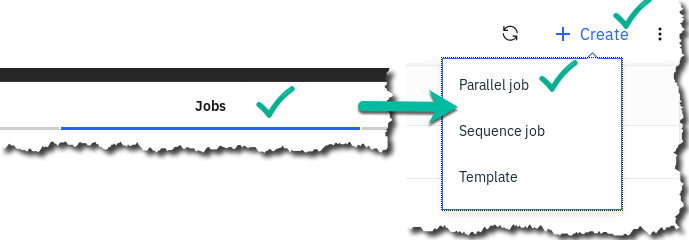 Jobs
+ Create
Parallel job
Sequence job
Template